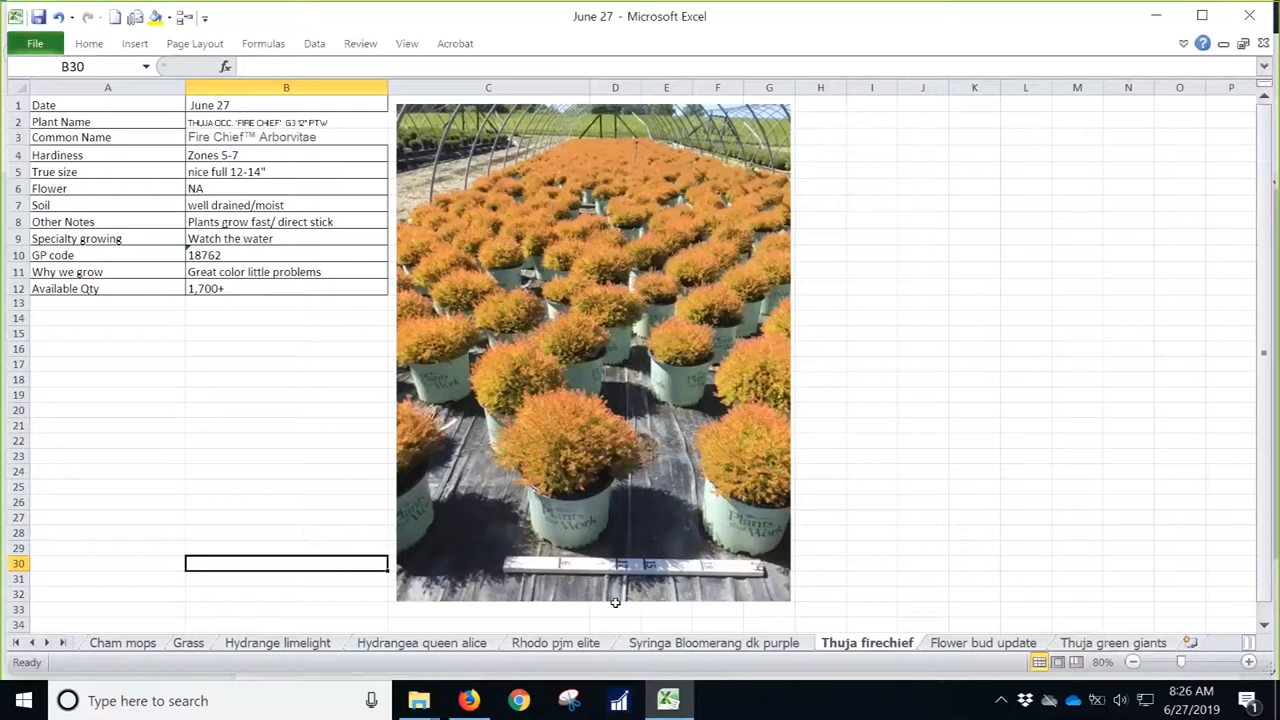 June 27 - Microsoft Excel
File Home Insert Page Layout Formulas Data Review View Acrobat
B30 fx
A B C D E F G H I J K L M N O P
1 Date June 27
2 Plant Name THUJA OCC. 'FIRE CHIEF' G3 12" PTW
3 Common Name Fire Chief™ Arborvitae
4 Hardiness Zones 5-7
5 True size nice full 12-14"
6 Flower NA
7 Soil well drained/moist
8 Other Notes Plants grow fast/ direct stick
9 Specialty growing Watch the water
10 GP code 18762
11 Why we grow Great color little problems
12 Available Qty 1,700+
13
14
15
16
17
18
19
20
21
22
23
24
25
26
27
28
29
30
31
32
33
34
Plants that Work
Cham mops Grass Hydrange limelight Hydrangea queen alice Rhodo pjm elite Syringa Bloomerang dk purple Thuja firechief Flower bud update Thuja green giants
Ready 80%
Type here to search
8:26 AM
6/27/2019
1